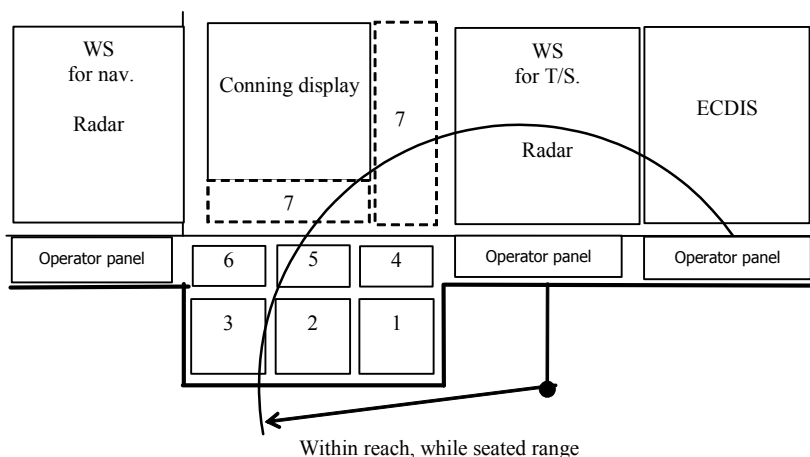 WS
for nav.
Radar
Conning display
7
7
WS
for T/S.
Radar
ECDIS
Operator panel
6
5
4
Operator panel
Operator panel
3
2
1
Within reach, while seated range